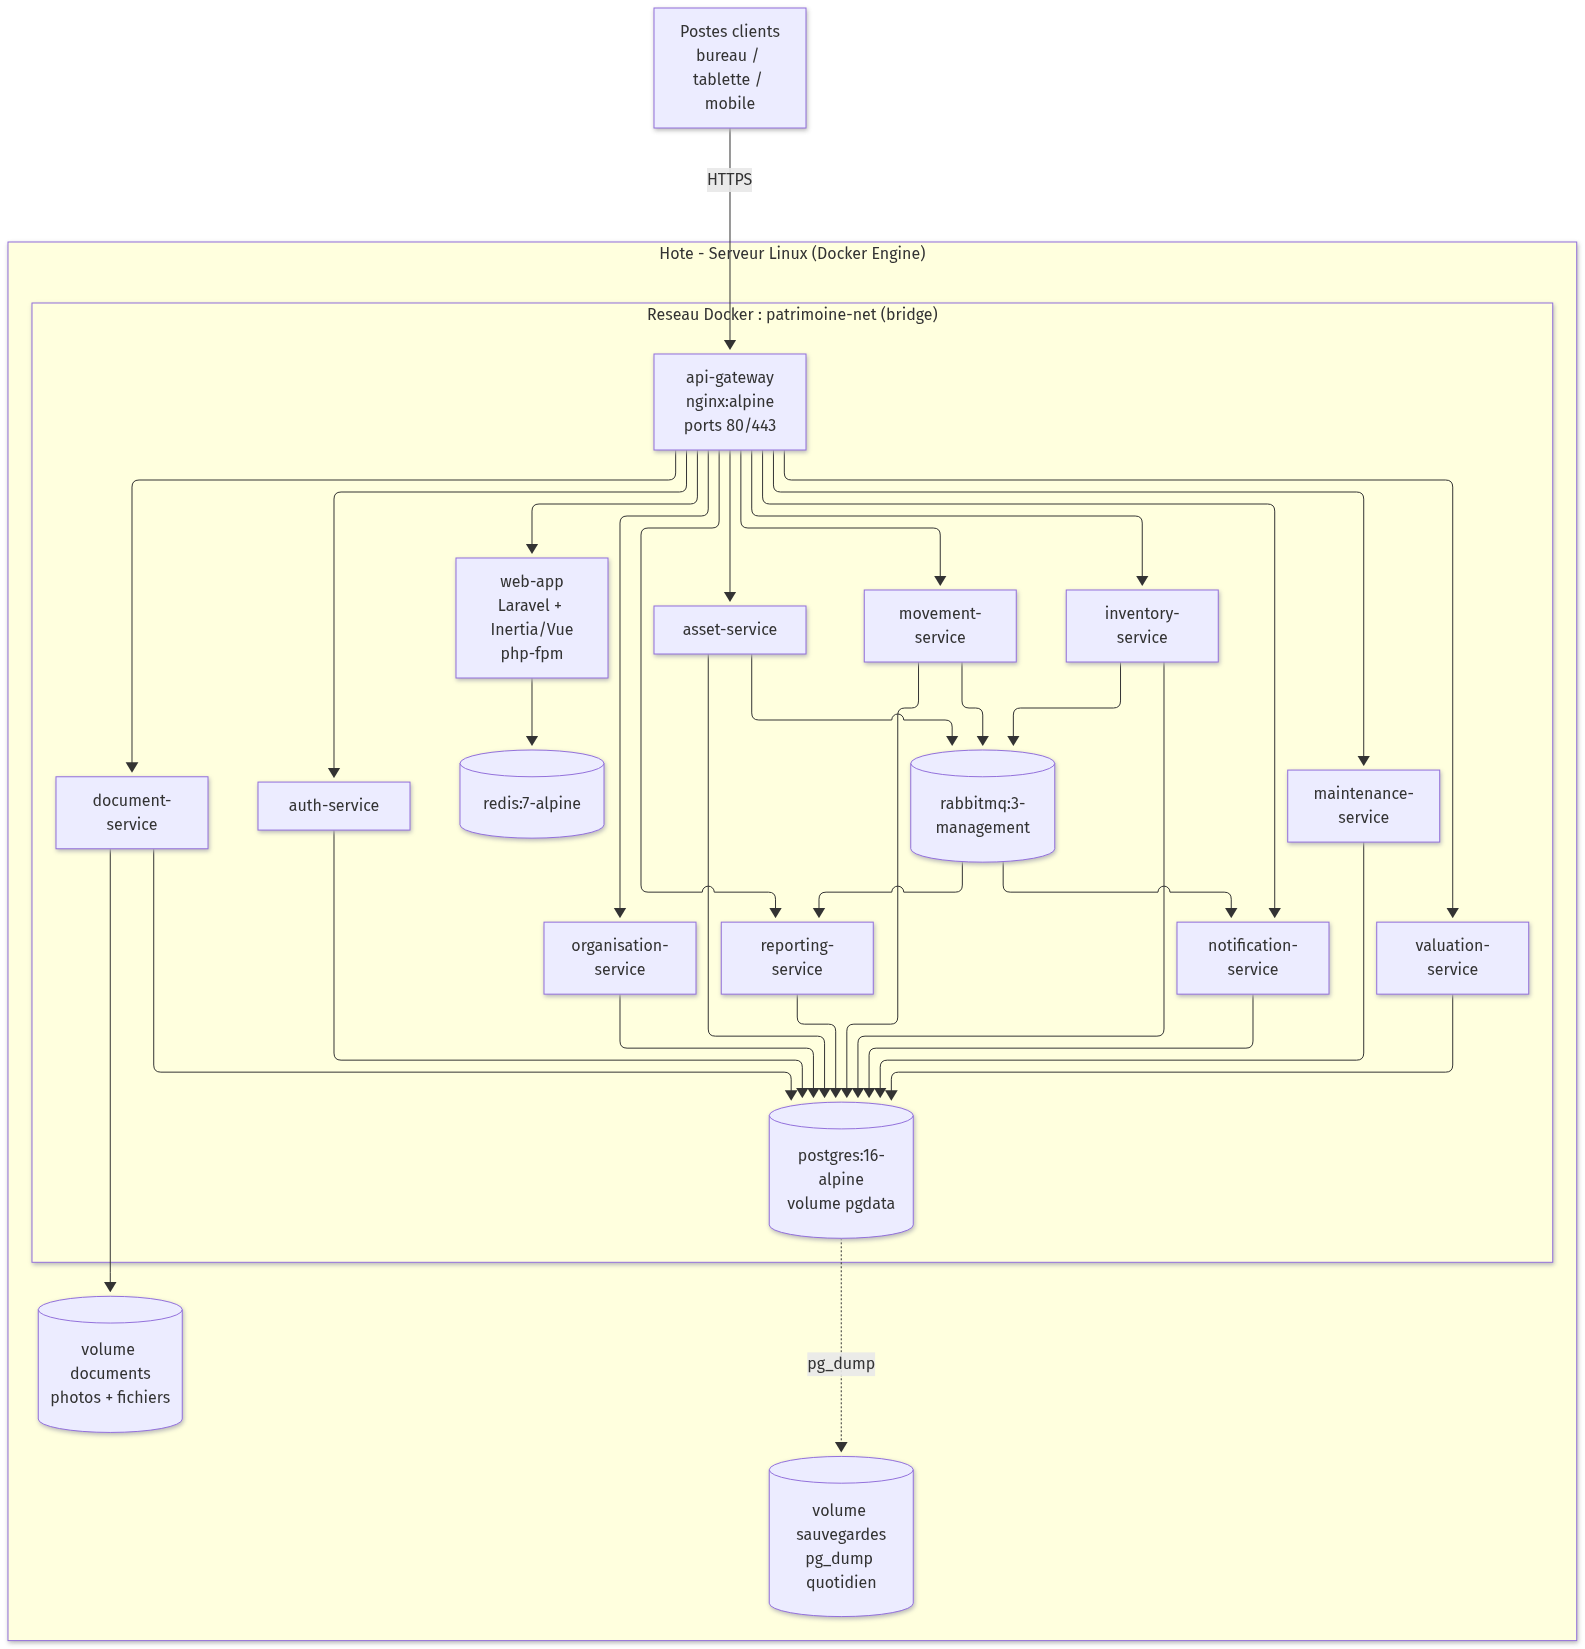 Postes clients
bureau /
tablette /
mobile
HTTPS
Hote - Serveur Linux (Docker Engine)
Reseau Docker : patrimoine-net (bridge)
api-gateway
nginx:alpine
ports 80/443
web-app
Laravel +
Inertia/Vue
php-fpm
asset-service
movement-
service
inventory-
service
document-
service
auth-service
redis:7-alpine
rabbitmq:3-
management
maintenance-
service
organisation-
service
reporting-
service
notification-
service
valuation-
service
postgres:16-
alpine
volume pgdata
volume
documents
photos + fichiers
pg_dump
volume
sauvegardes
pg_dump
quotidien